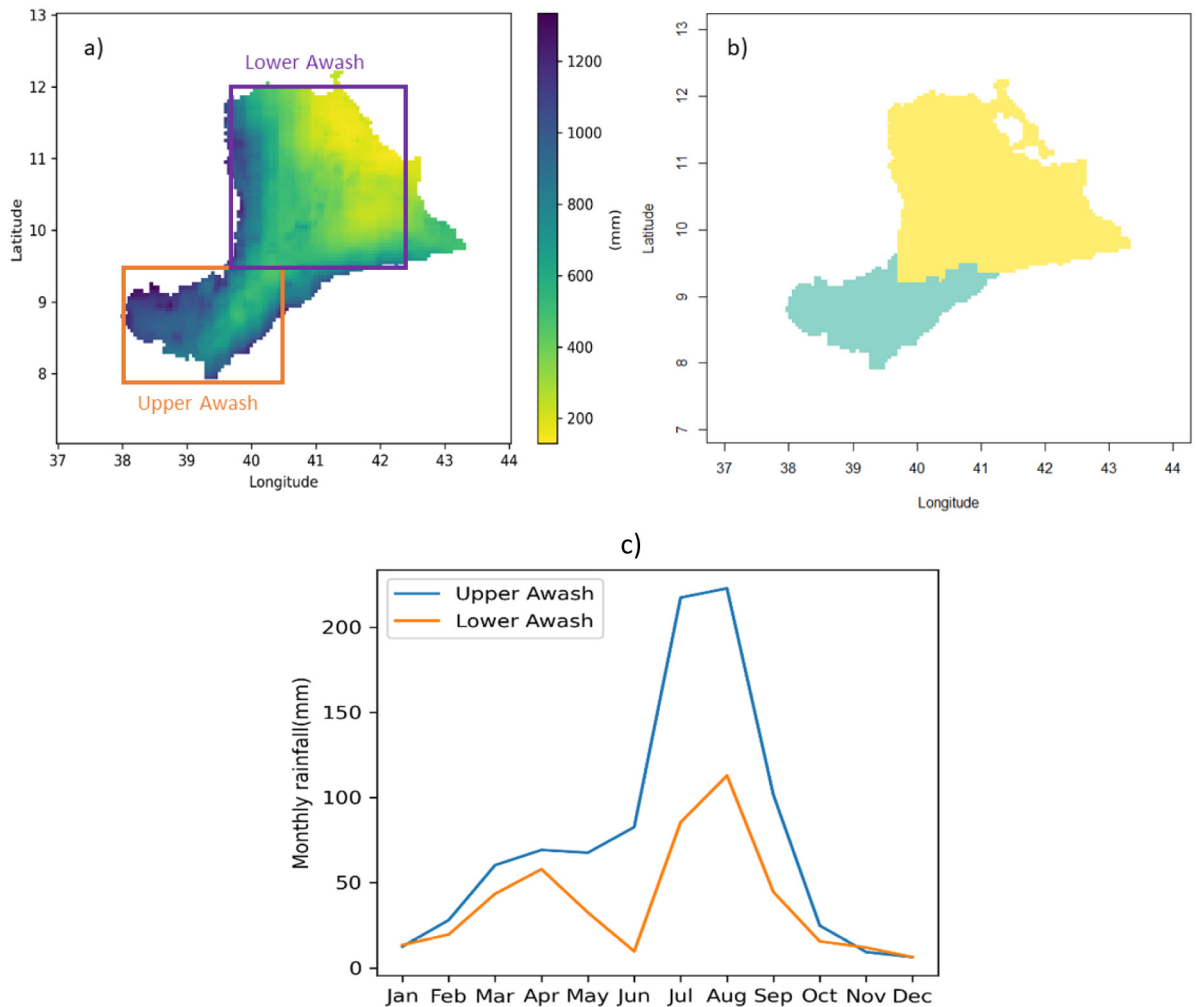 a)
Lower Awash
Upper Awash
13
12
11
10
9
8
Latitude
37 38 39 40 41 42 43 44
Longitude
1200
1000
800
600
400
200
(mm)
b)
13
12
11
10
9
8
7
Latitude
37 38 39 40 41 42 43 44
Longitude
c)
Upper Awash
Lower Awash
200
150
100
50
0
Monthly rainfall(mm)
Jan Feb Mar Apr May Jun Jul Aug Sep Oct Nov Dec